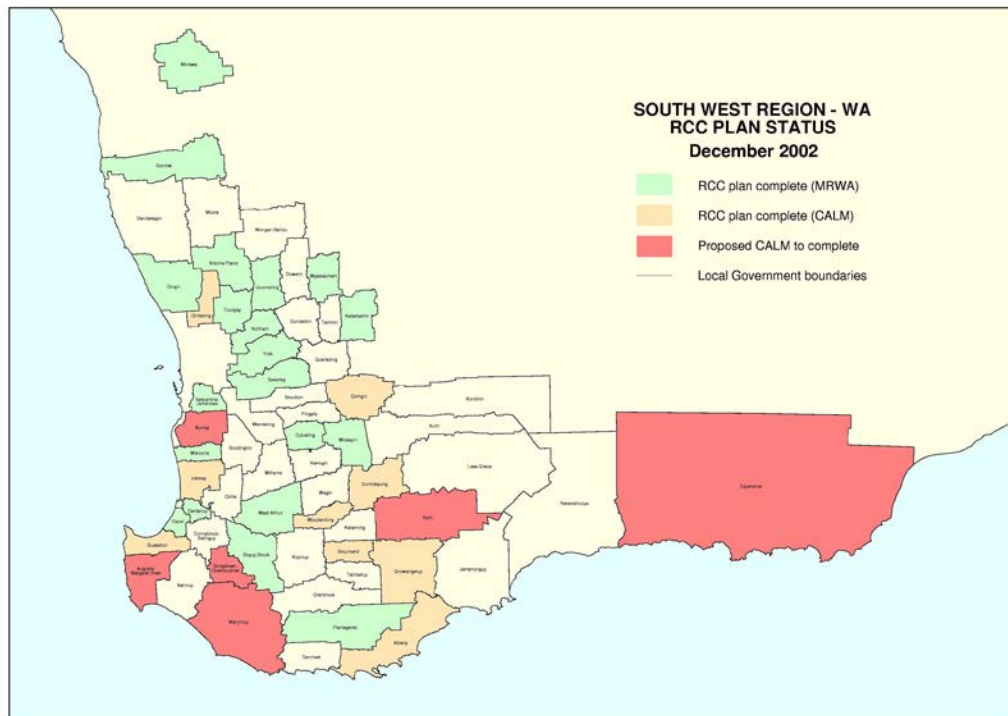 SOUTH WEST REGION - WA
RCC PLAN STATUS
December 2002
RCC plan complete (MRWA)
RCC plan complete (CALM)
Proposed CALM to complete
Local Government boundaries
Morawa
Coorow
Dandaragan
Moora
Wongan-Ballidu
Victoria Plains
Dowerin
Wyalkatchem
Gingin
Goomalling
Chittering
Toodyay
Kellerberrin
Northam
Cunderdin
Tammin
York
Quairading
Beverley
Serpentine
Jarrahdale
Brookton
Corrigin
Kondinin
Pingelly
Murray
Wandering
Kulin
Cuballing
Wickepin
Boddington
Waroona
Narrogin
Williams
Lake Grace
Harvey
Dumbleyung
Esperance
Collie
Wagin
Ravensthorpe
West Arthur
Kent
Dardanup
Woodanilling
Capel
Katanning
Donnybrook
Balingup
Busselton
Boyup Brook
Kojonup
Broomehill
Gnowangerup
Augusta
Margaret River
Bridgetown
Greenbushes
Jerramungup
Tambellup
Nannup
Cranbrook
Manjimup
Plantagenet
Albany
Denmark